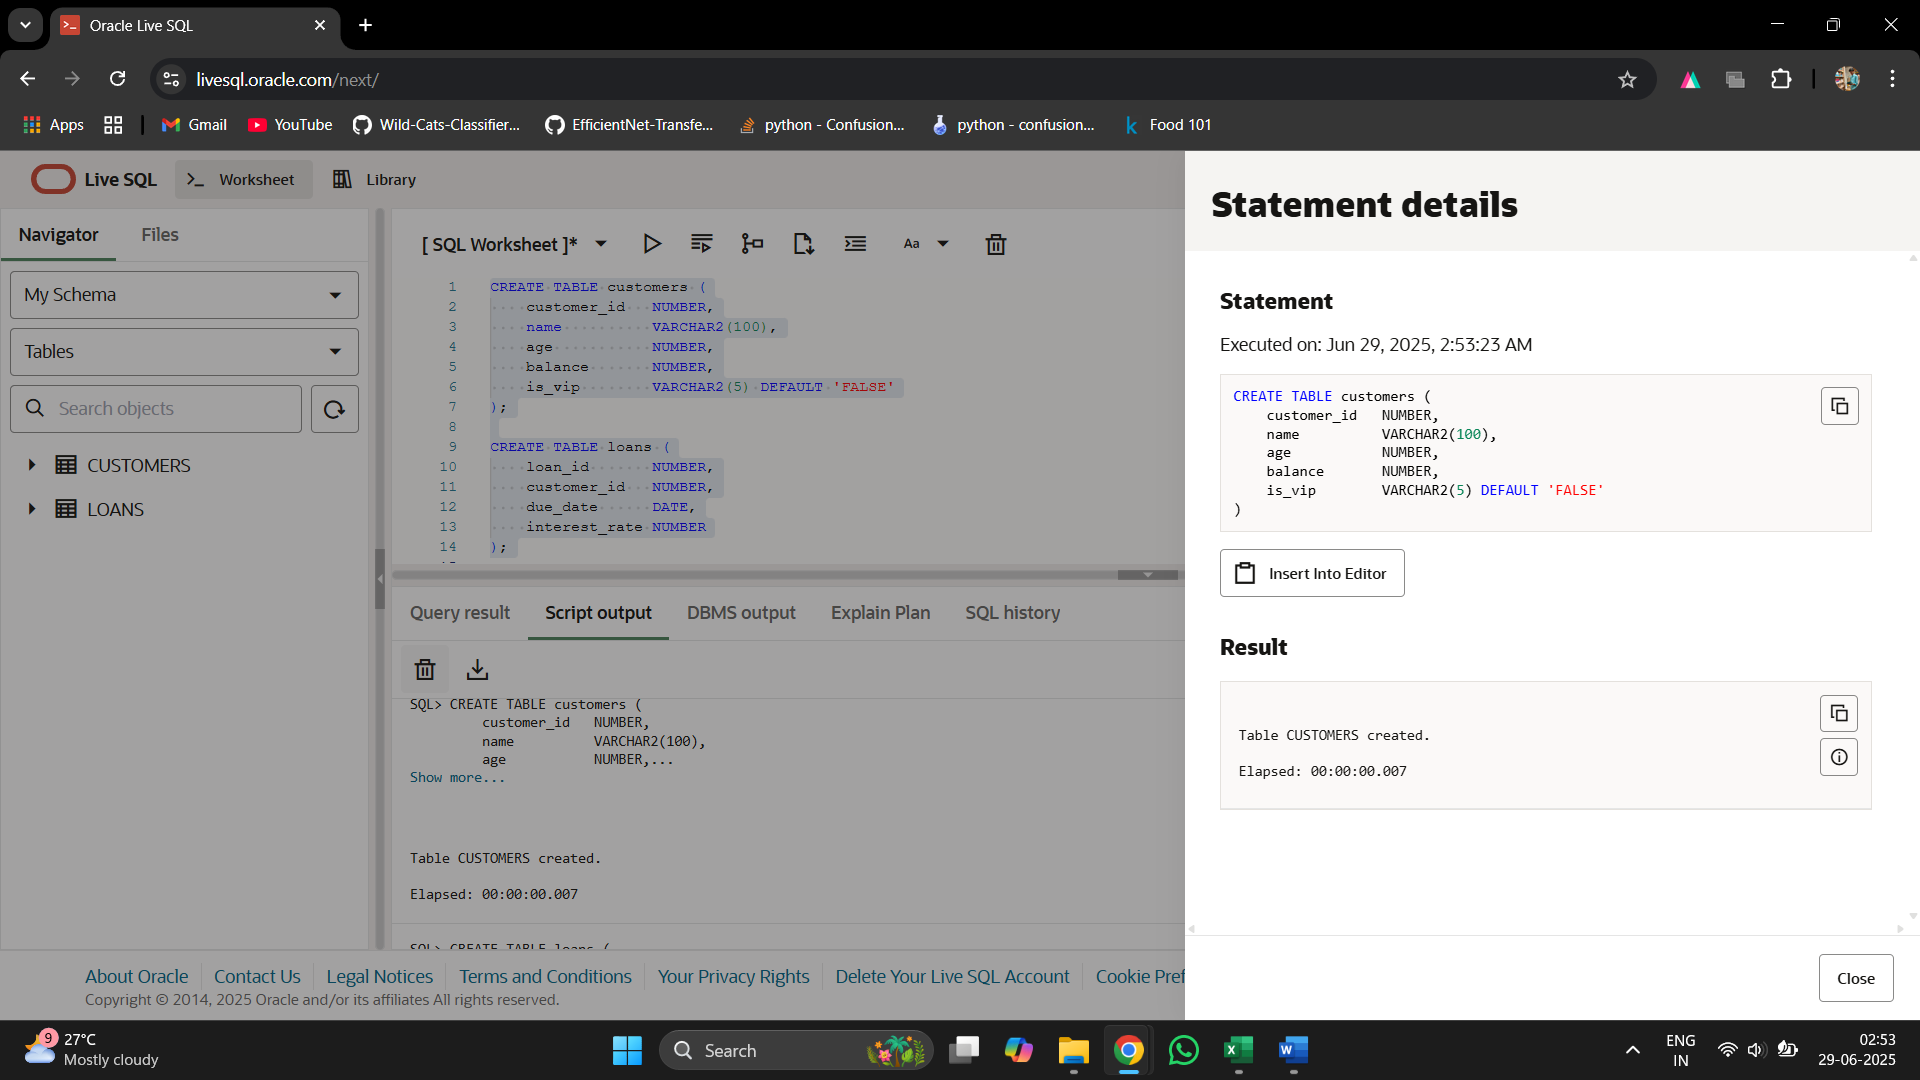 Oracle Live SQL
livesql.oracle.com/next/
Apps
Gmail
YouTube
Wild-Cats-Classifier...
EfficientNet-Transfe...
python - Confusion...
python - confusion...
k Food 101
Live SQL
>_ Worksheet
Library
Navigator
Files
My Schema
Tables
Search objects
CUSTOMERS
LOANS
[ SQL Worksheet ]*
Aa
1 CREATE TABLE customers (
2 customer_id NUMBER,
3 name VARCHAR2(100),
4 age NUMBER,
5 balance NUMBER,
6 is_vip VARCHAR2(5) DEFAULT 'FALSE'
7 );
8
9 CREATE TABLE loans (
10 loan_id NUMBER,
11 customer_id NUMBER,
12 due_date DATE,
13 interest_rate NUMBER
14 );
Query result
Script output
DBMS output
Explain Plan
SQL history
SQL> CREATE TABLE customers (
customer_id NUMBER,
name VARCHAR2(100),
age NUMBER,...
Show more...
Table CUSTOMERS created.
Elapsed: 00:00:00.007
SQL> CREATE TABLE loans (
About Oracle
Contact Us
Legal Notices
Terms and Conditions
Your Privacy Rights
Delete Your Live SQL Account
Cookie Pref
Copyright © 2014, 2025 Oracle and/or its affiliates All rights reserved.
Statement details
Statement
Executed on: Jun 29, 2025, 2:53:23 AM
CREATE TABLE customers (
customer_id NUMBER,
name VARCHAR2(100),
age NUMBER,
balance NUMBER,
is_vip VARCHAR2(5) DEFAULT 'FALSE'
)
Insert Into Editor
Result
Table CUSTOMERS created.
Elapsed: 00:00:00.007
Close
9
27°C
Mostly cloudy
Search
ENG
IN
02:53
29-06-2025